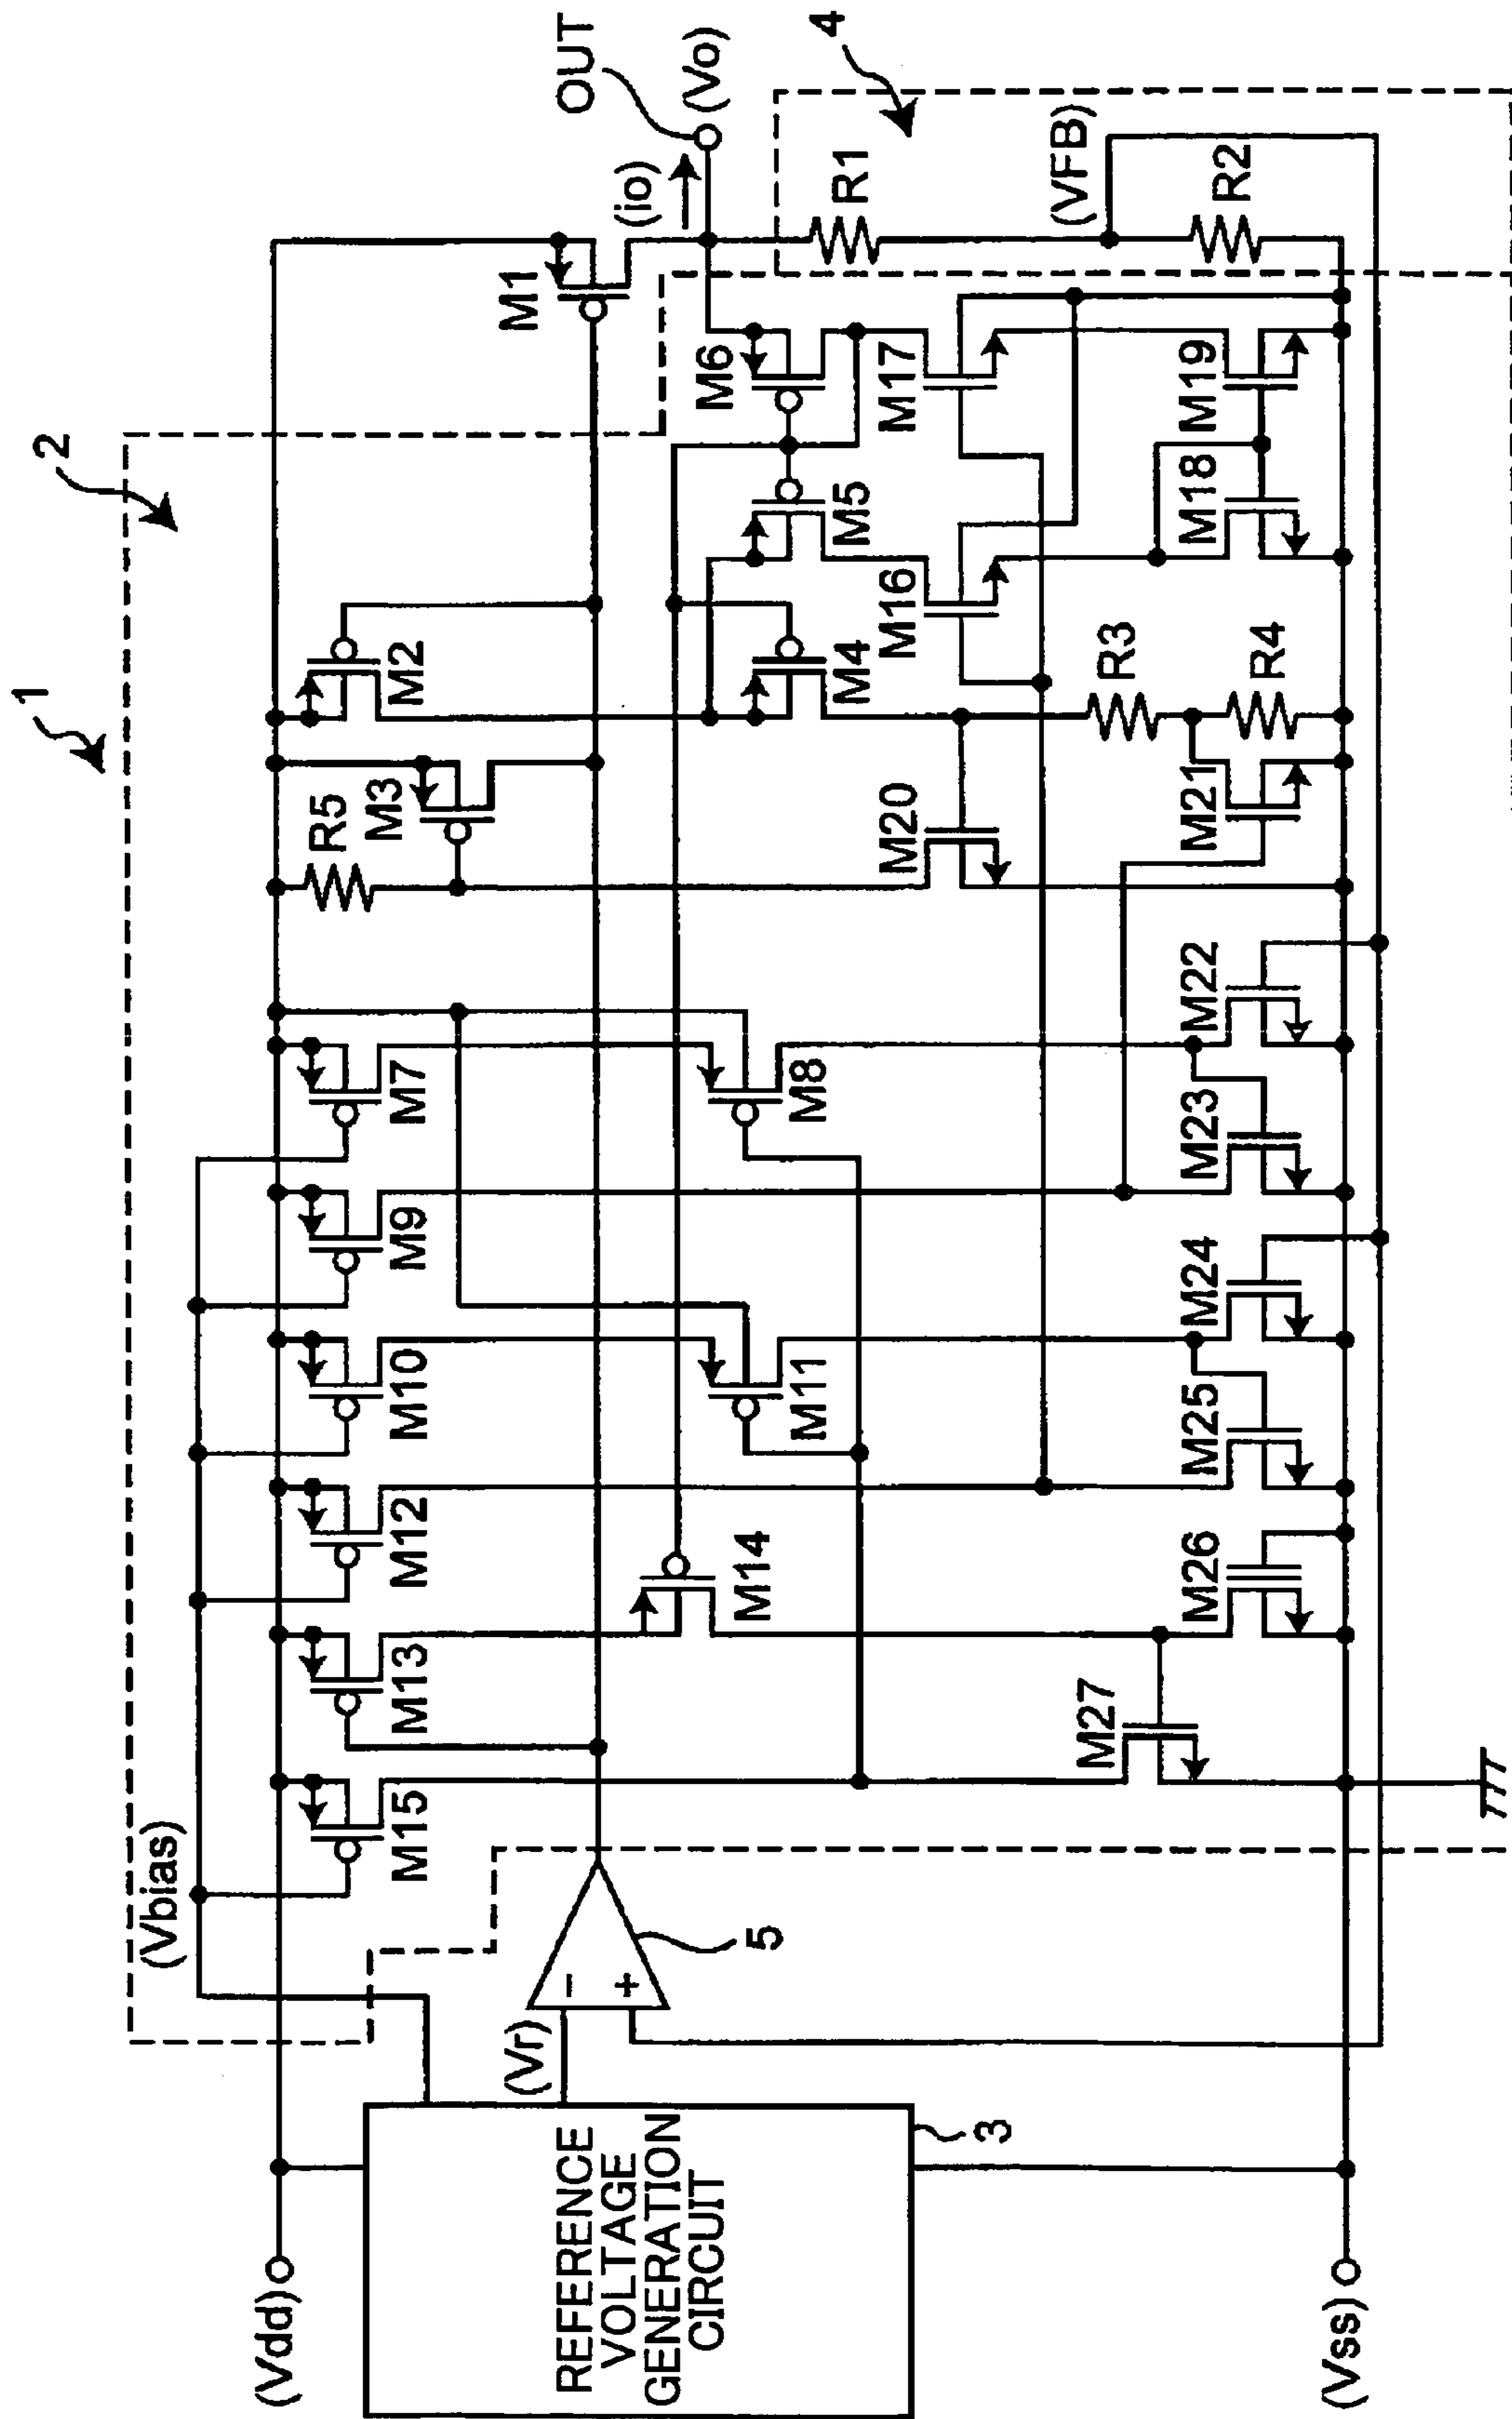 1
2
(Vbias)
(Vdd)
M15
M13
M12
M10
M9
M7
R5
M3
M2
M1
(io)
OUT
(Vo)
4
M14
M11
M8
M4
M5
M6
R1
(Vr)
−
+
5
REFERENCE
VOLTAGE
GENERATION
CIRCUIT
3
M20
M16
M17
R3
(VFB)
M27
M26
M25
M24
M23
M22
M21
R4
M18
M19
R2
(Vss)